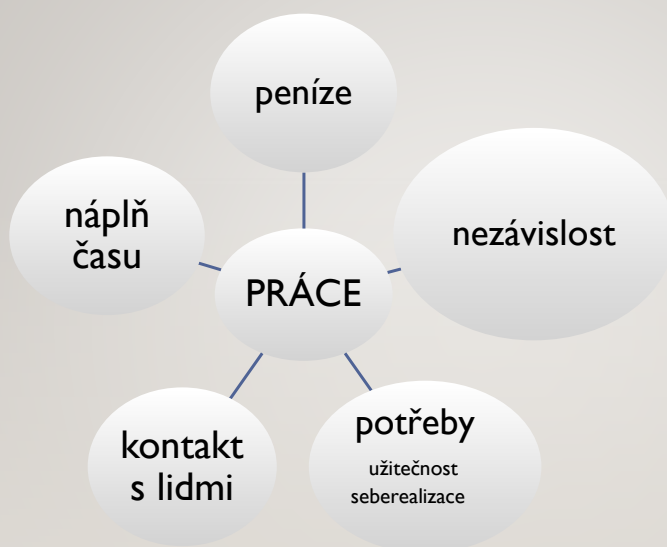 peníze
náplň
času
nezávislost
PRÁCE
kontakt
s lidmi
potřeby
užitečnost
seberealizace